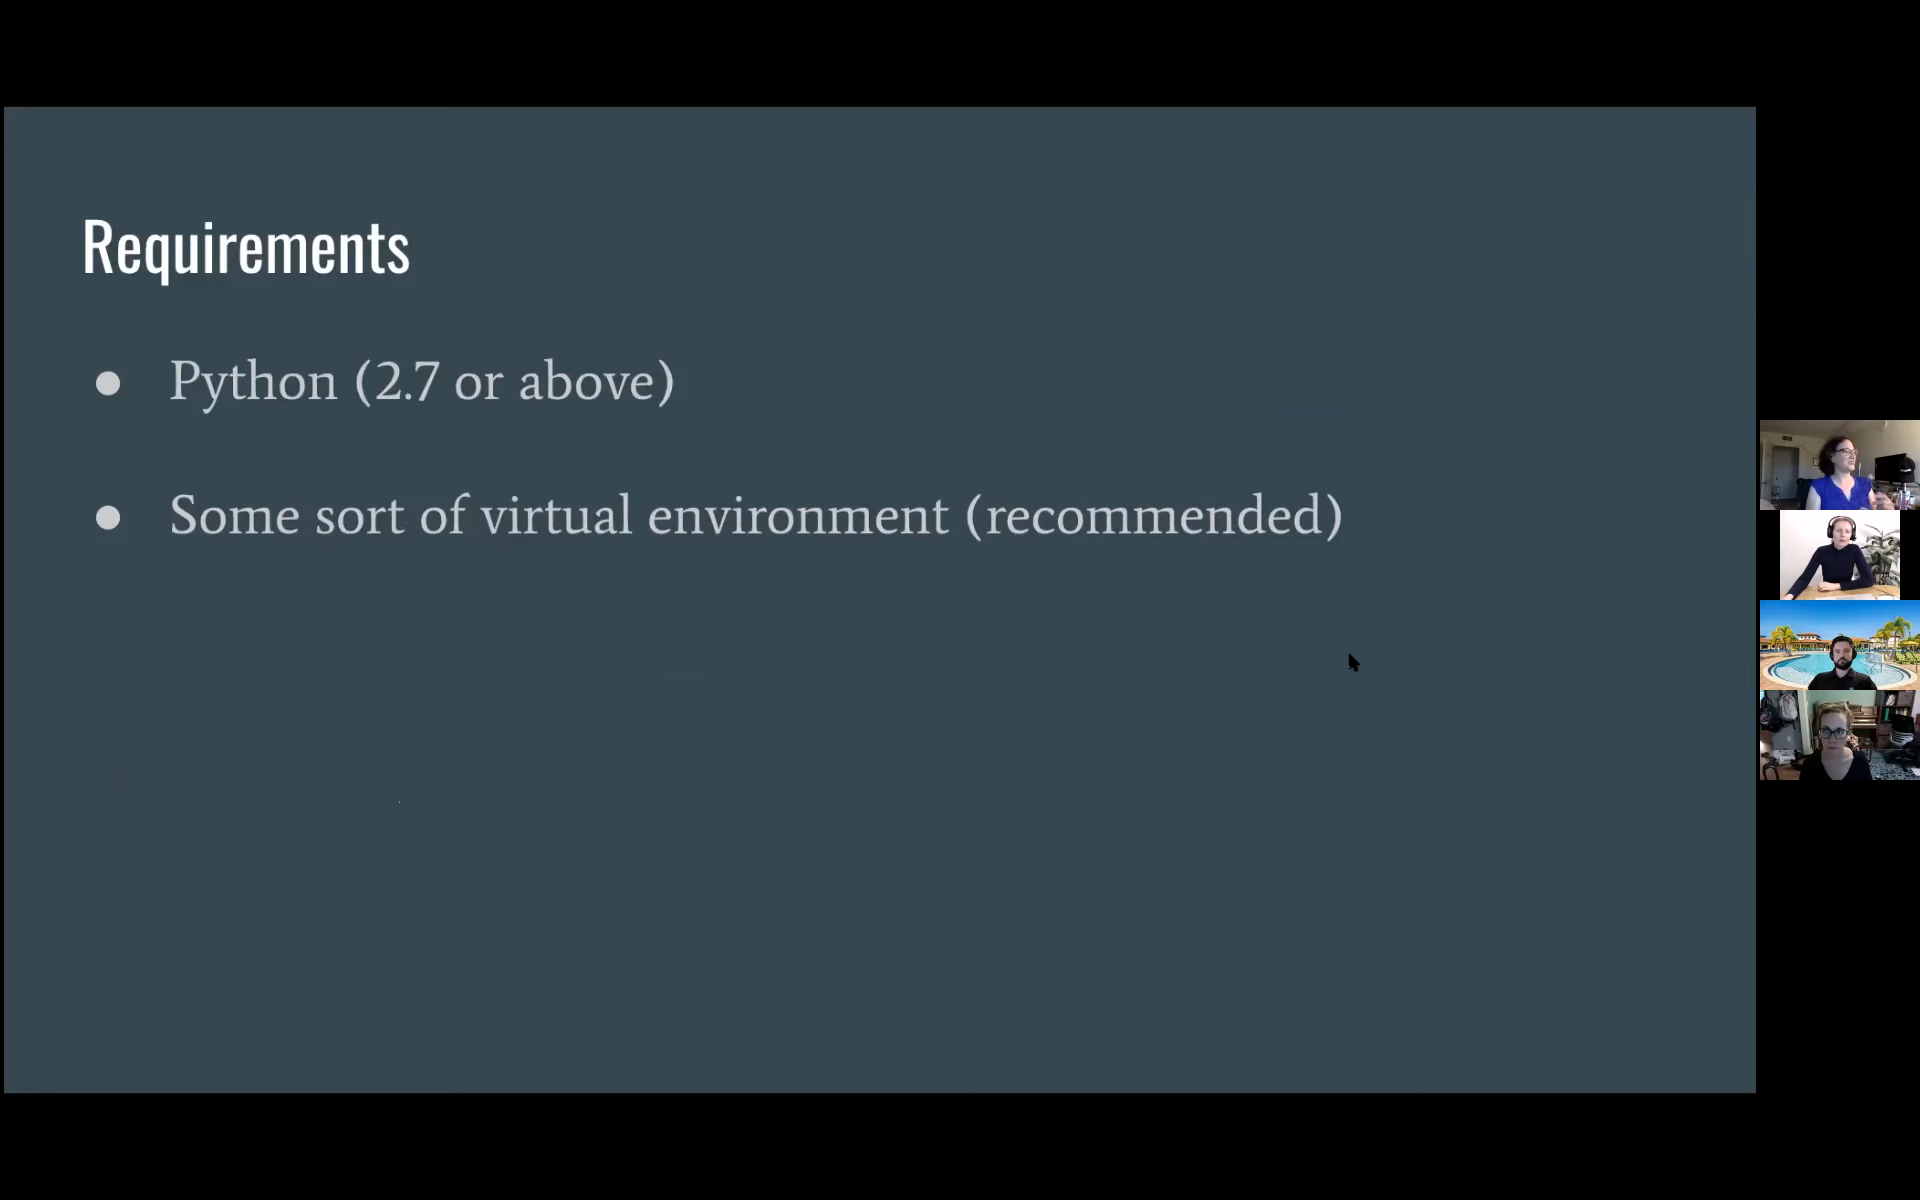 Requirements
● Python (2.7 or above)
● Some sort of virtual environment (recommended)